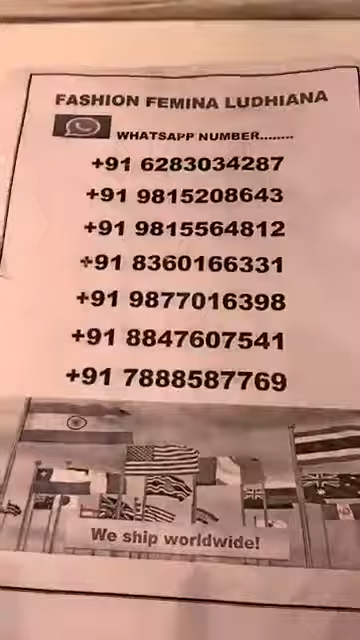 FASHION FEMINA LUDHIANA
WHATSAPP NUMBER........
+91 6283034287
+91 9815208643
+91 9815564812
+91 8360166331
+91 9877016398
+91 8847607541
+91 7888587769
We ship worldwide!